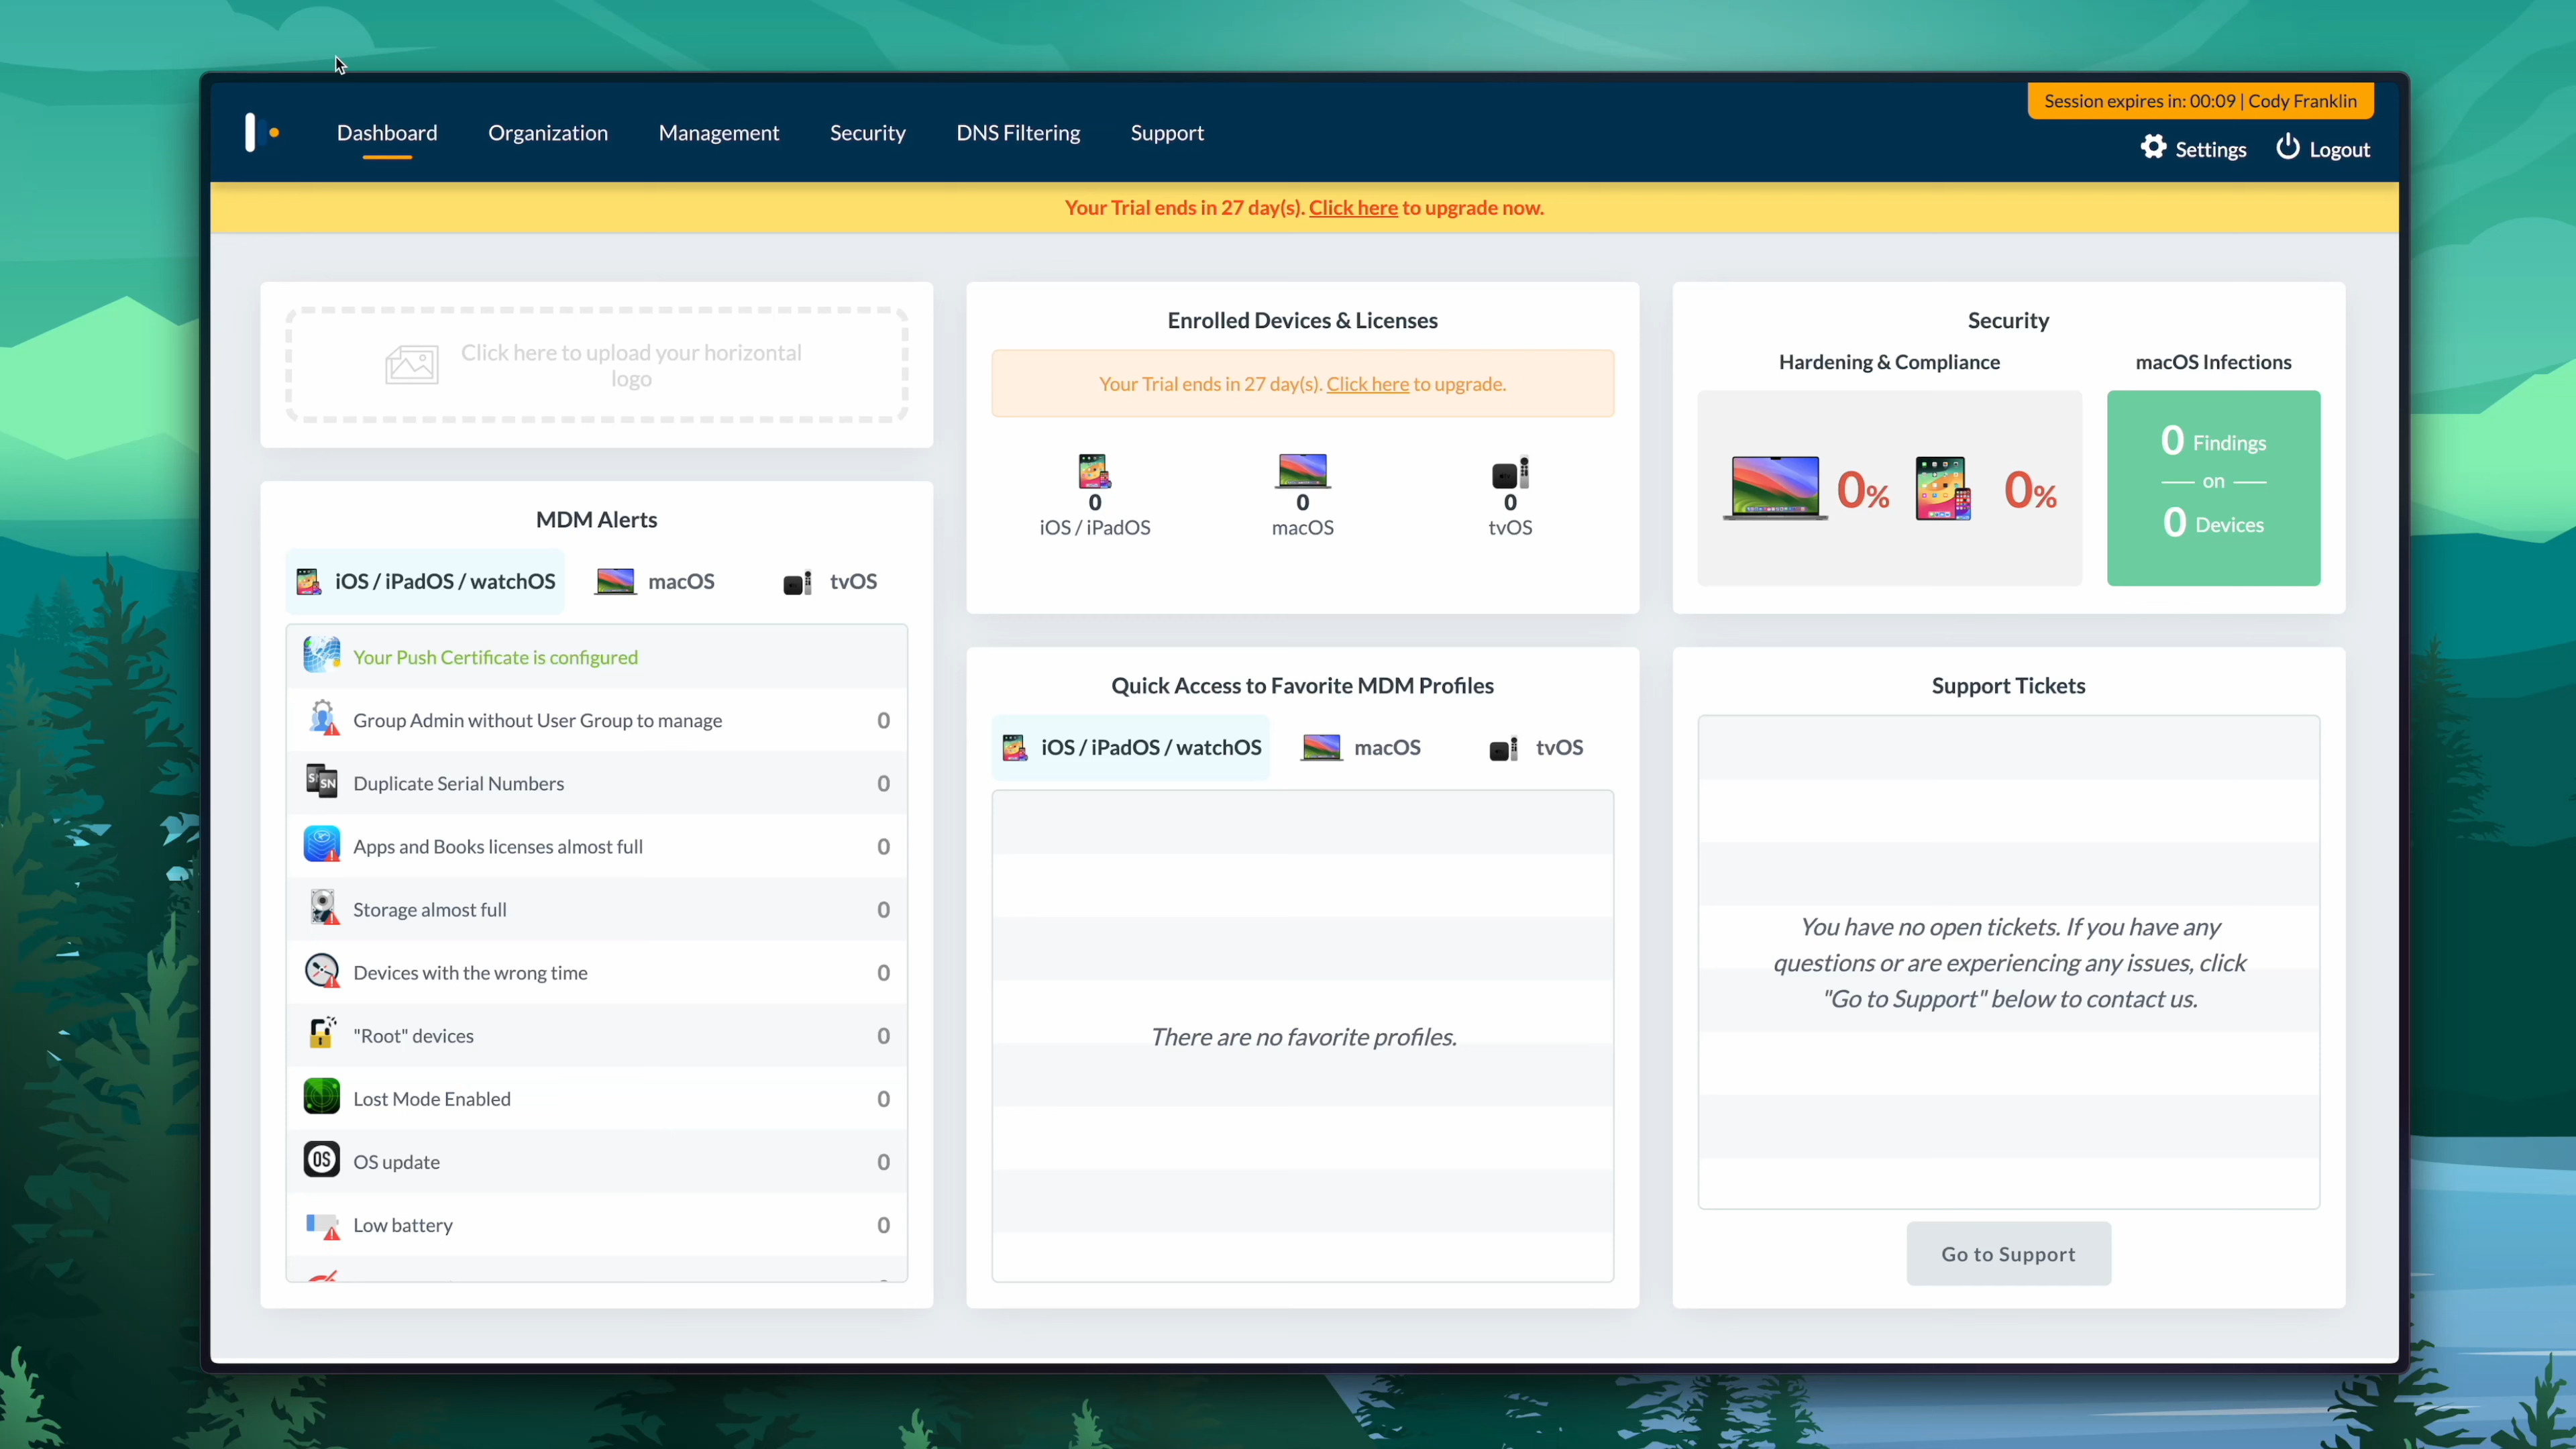 Session expires in: 00:09 | Cody Franklin
Dashboard
Organization
Management
Security
DNS Filtering
Support
Settings
Logout
Your Trial ends in 27 day(s). Click here to upgrade now.
Click here to upload your horizontal
logo
MDM Alerts
iOS / iPadOS / watchOS
macOS
tvOS
Your Push Certificate is configured
Group Admin without User Group to manage 0
Duplicate Serial Numbers 0
Apps and Books licenses almost full 0
Storage almost full 0
Devices with the wrong time 0
"Root" devices 0
Lost Mode Enabled 0
OS update 0
Low battery 0
Enrolled Devices & Licenses
Your Trial ends in 27 day(s). Click here to upgrade.
0
iOS / iPadOS
0
macOS
0
tvOS
Quick Access to Favorite MDM Profiles
iOS / iPadOS / watchOS
macOS
tvOS
There are no favorite profiles.
Security
Hardening & Compliance
0%
0%
macOS Infections
0 Findings
on
0 Devices
Support Tickets
You have no open tickets. If you have any
questions or are experiencing any issues, click
"Go to Support" below to contact us.
Go to Support